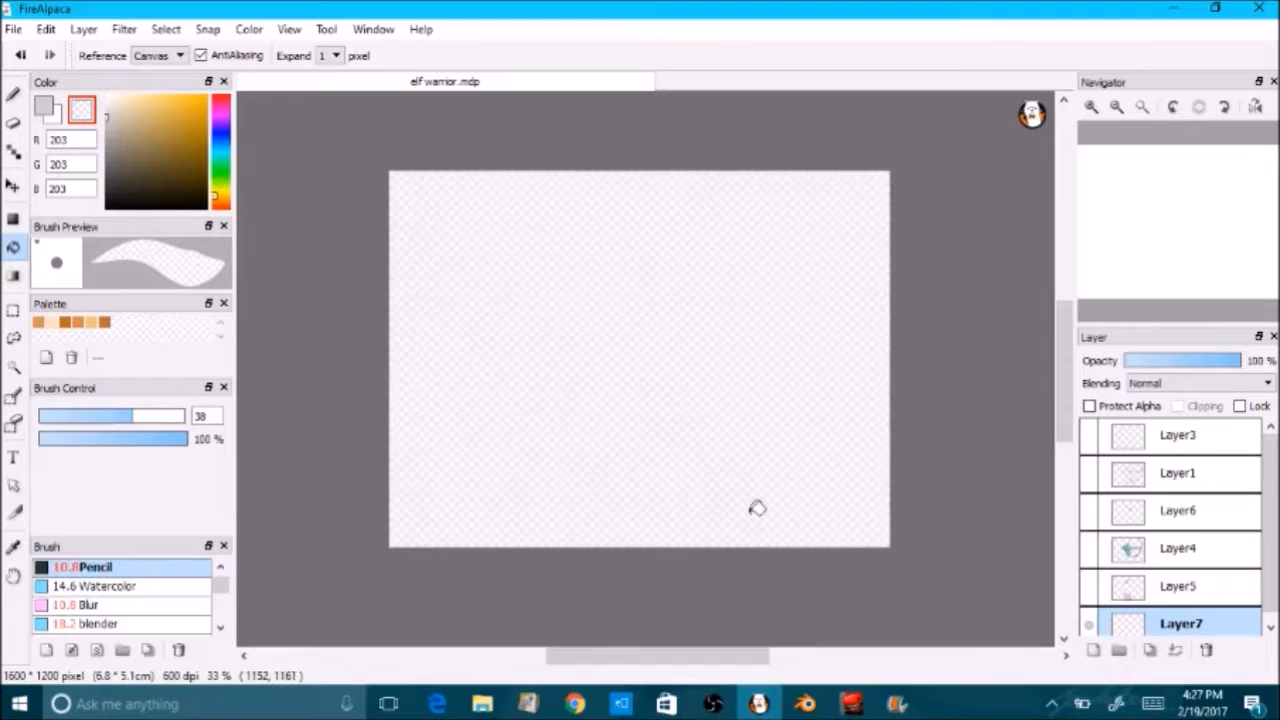 FireAlpaca
File Edit Layer Filter Select Snap Color View Tool Window Help
Reference Canvas AntiAliasing Expand 1 pixel
Color
elf warrior.mdp
Navigator
R 203
G 203
B 203
Brush Preview
Palette
Layer
Opacity 100 %
Blending Normal
Protect Alpha Clipping Lock
Brush Control
38
100 %
Layer3
Layer1
Layer6
Layer4
Layer5
Layer7
Brush
10.8 Pencil
14.6 Watercolor
10.8 Blur
18.2 blender
1600 * 1200 pixel (6.8 * 5.1cm) 600 dpi 33 % ( 1152, 1161 )
Ask me anything
4:27 PM
2/19/2017
1